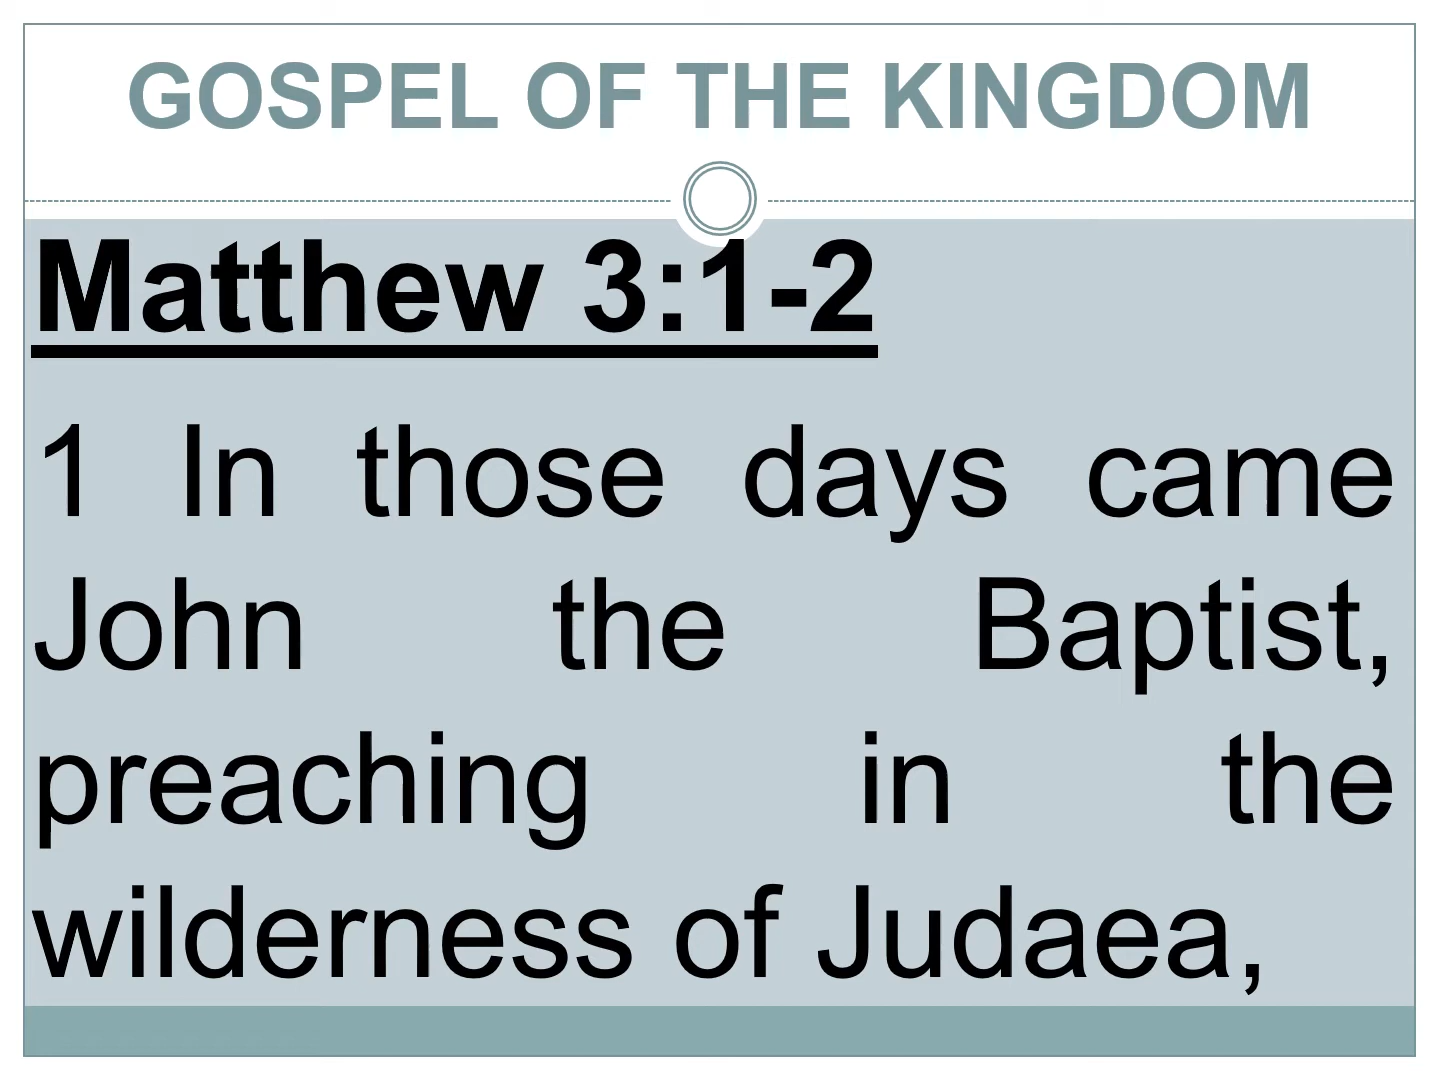 GOSPEL OF THE KINGDOM
Matthew 3:1-2
1 In those days came
John the Baptist,
preaching in the
wilderness of Judaea,